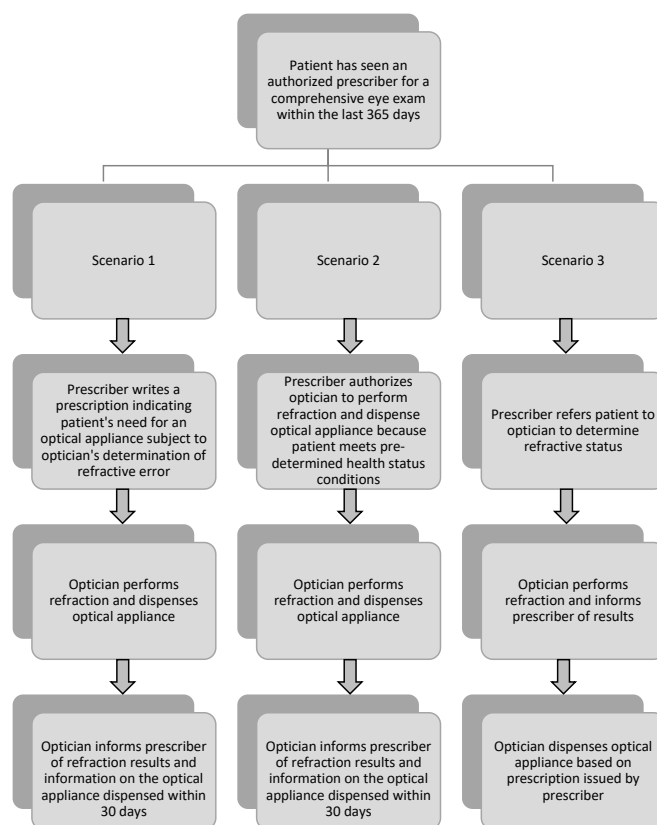 Patient has seen an
authorized prescriber for a
comprehensive eye exam
within the last 365 days
Scenario 1
Scenario 2
Scenario 3
Prescriber writes a
prescription indicating
patient's need for an
optical appliance subject to
optician's determination of
refractive error
Prescriber authorizes
optician to perform
refraction and dispense
optical appliance because
patient meets pre-
determined health status
conditions
Prescriber refers patient to
optician to determine
refractive status
Optician performs
refraction and dispenses
optical appliance
Optician performs
refraction and dispenses
optical appliance
Optician performs
refraction and informs
prescriber of results
Optician informs prescriber
of refraction results and
information on the optical
appliance dispensed within
30 days
Optician informs prescriber
of refraction results and
information on the optical
appliance dispensed within
30 days
Optician dispenses optical
appliance based on
prescription issued by
prescriber